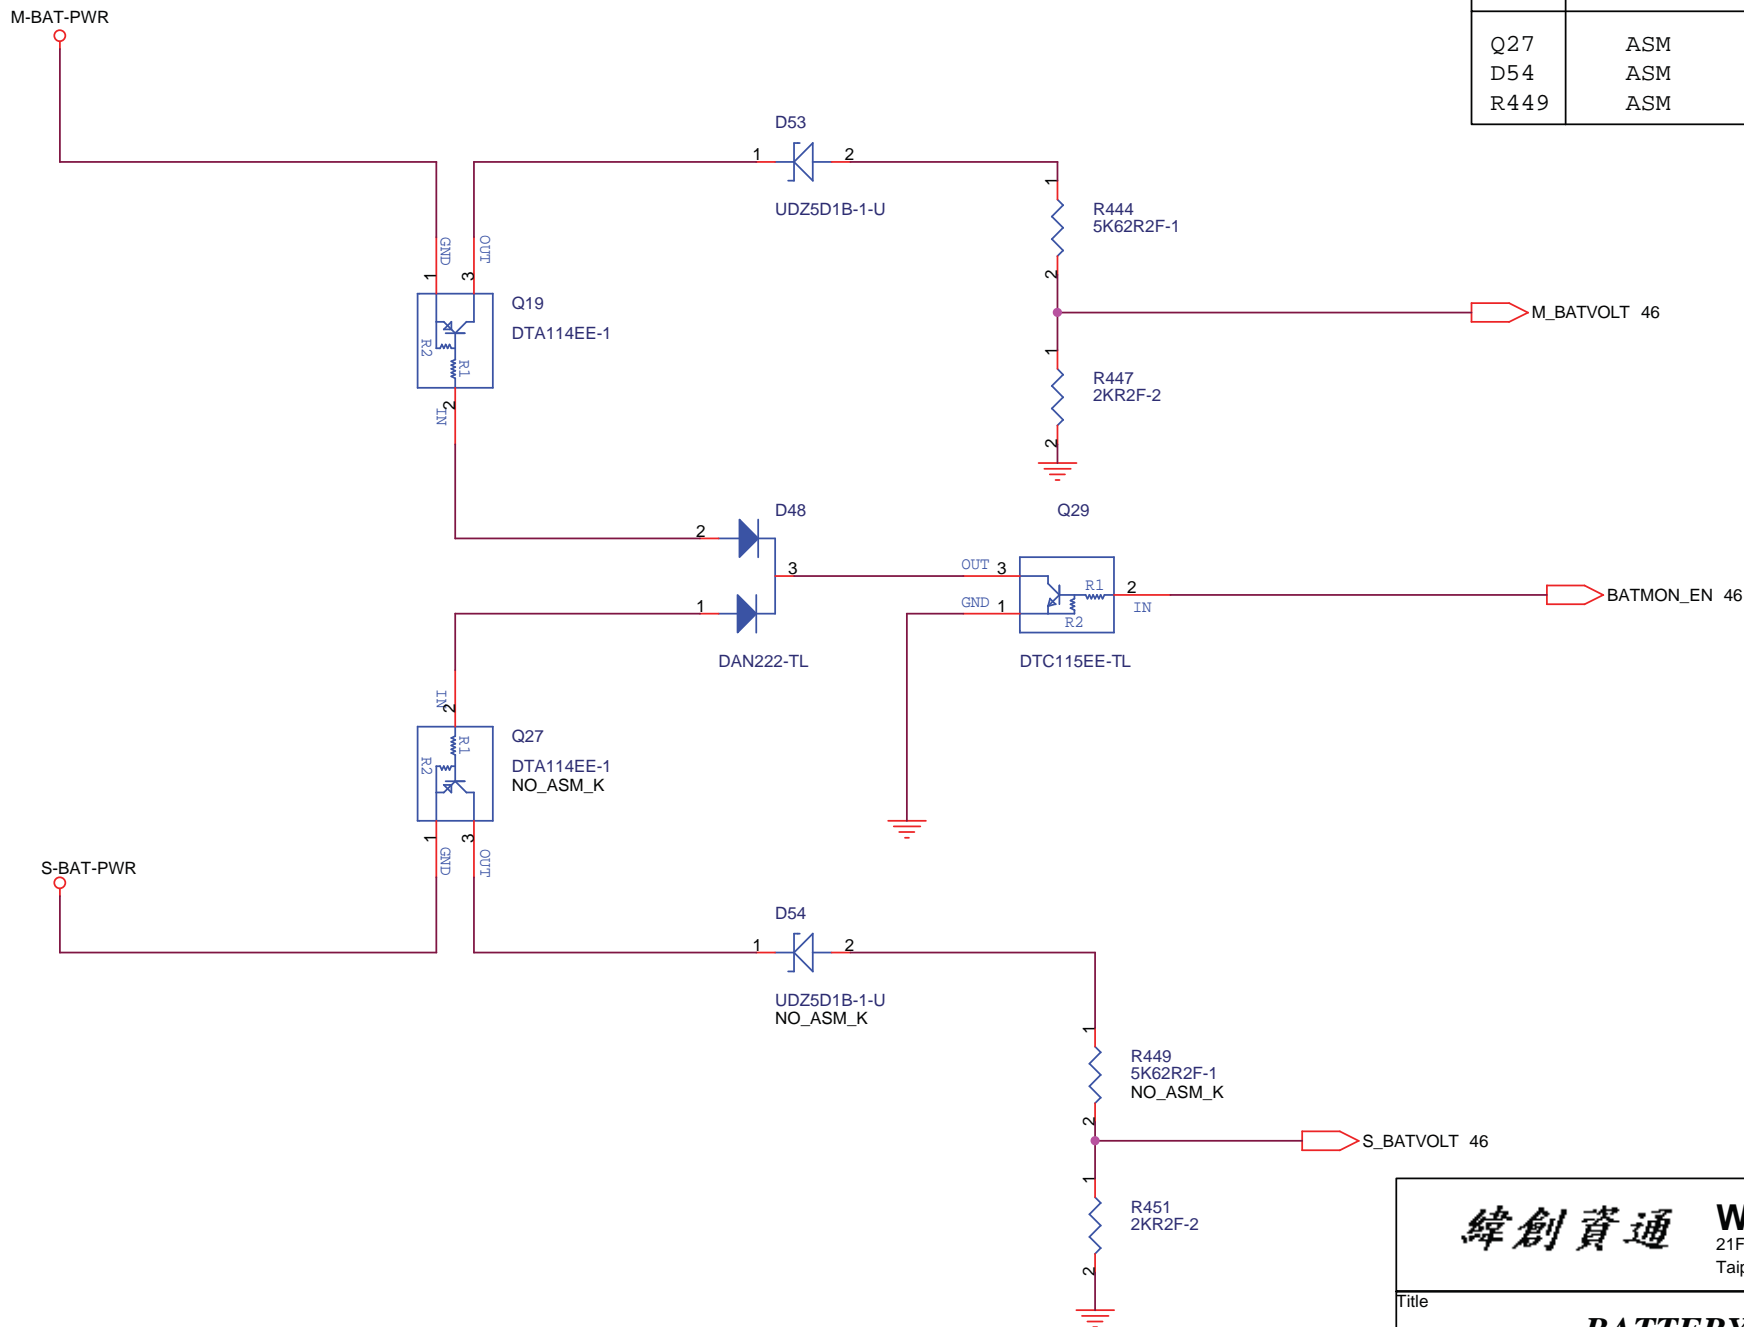 M-BAT-PWR
Q27 ASM
D54 ASM
R449 ASM
D53
1 2
UDZ5D1B-1-U
1
R444
5K62R2F-1
2
GND
OUT
1 3
Q19
DTA114EE-1
R2
R1
2
IN
M_BATVOLT 46
1
R447
2KR2F-2
2
D48
2
3
1
DAN222-TL
Q29
OUT 3
GND 1
R1
R2
2
IN
DTC115EE-TL
BATMON_EN 46
IN
2
Q27
DTA114EE-1
NO_ASM_K
R1
R2
1 3
GND
OUT
S-BAT-PWR
D54
1 2
UDZ5D1B-1-U
NO_ASM_K
1
R449
5K62R2F-1
NO_ASM_K
2
S_BATVOLT 46
1
R451
2KR2F-2
2
緯創資通
W
21F
Taip
Title
BATTERY